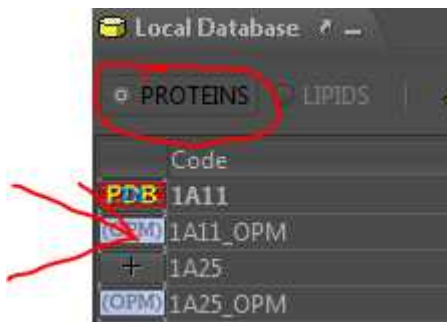 Local Database
PROTEINS LIPIDS
Code
PDB 1A11
(OPM) 1A11_OPM
+ 1A25
(OPM) 1A25_OPM